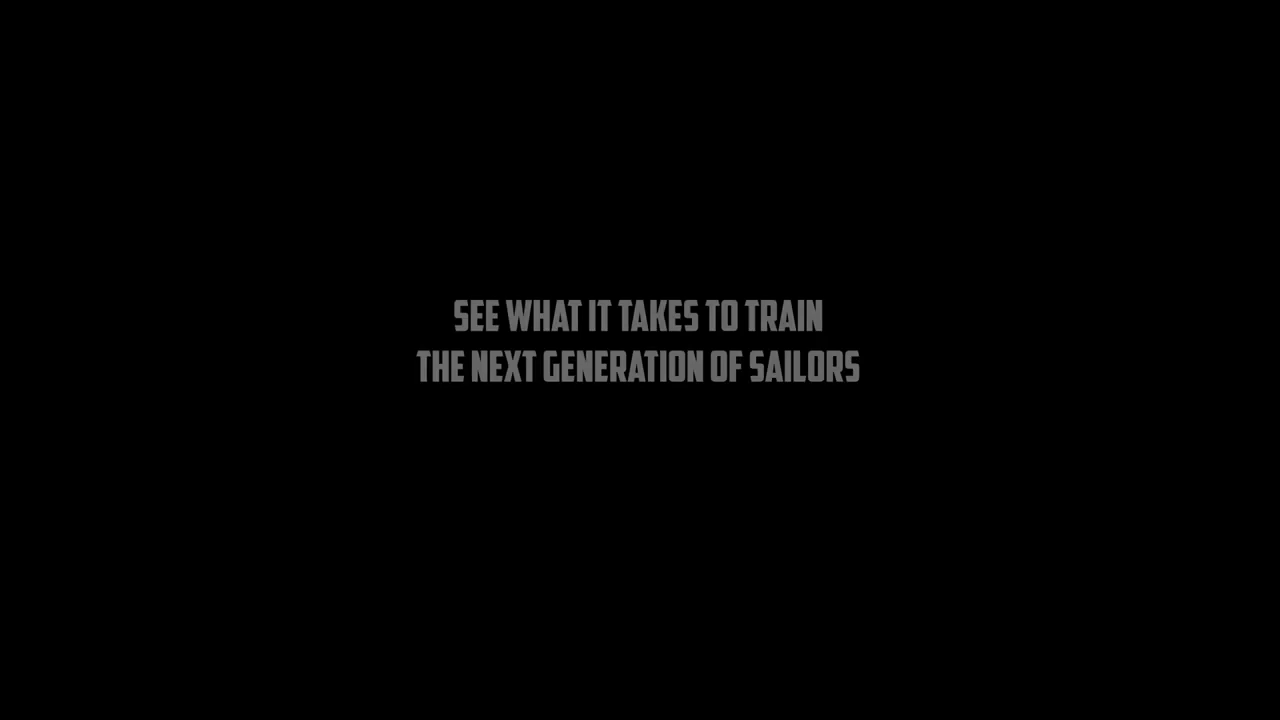 SEE WHAT IT TAKES TO TRAIN
THE NEXT GENERATION OF SAILORS